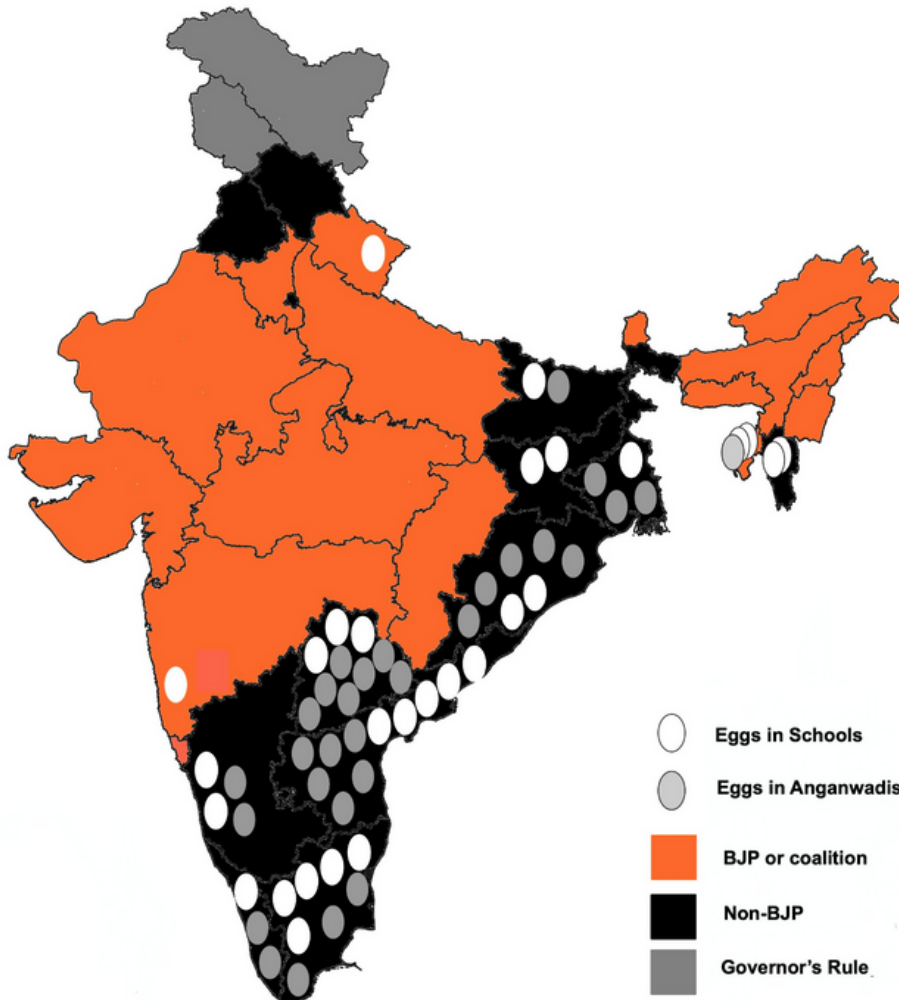 Eggs in Schools
Eggs in Anganwadis
BJP or coalition
Non-BJP
Governor's Rule